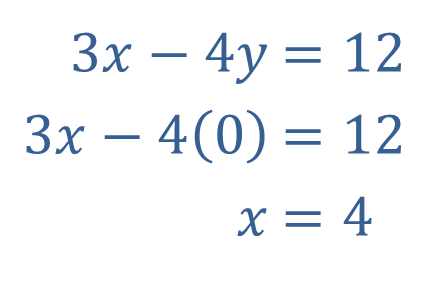 3x − 4y = 12
3x − 4(0) = 12
x = 4